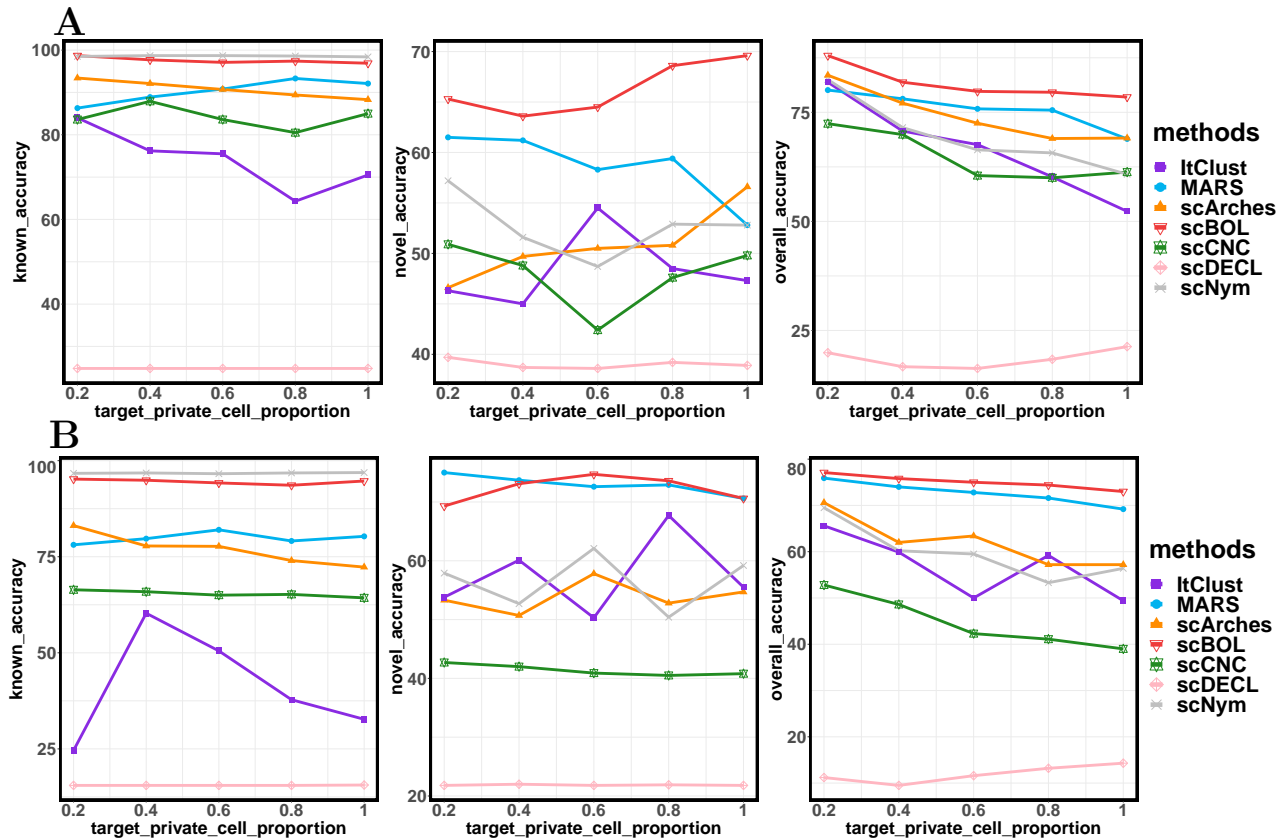 A
known_accuracy
100
80
60
40
0.2 0.4 0.6 0.8 1
target_private_cell_proportion
novel_accuracy
70
60
50
40
0.2 0.4 0.6 0.8 1
target_private_cell_proportion
overall_accuracy
75
50
25
0.2 0.4 0.6 0.8 1
target_private_cell_proportion
methods
ItClust
MARS
scArches
scBOL
scCNC
scDECL
scNym
B
known_accuracy
100
75
50
25
0.2 0.4 0.6 0.8 1
target_private_cell_proportion
novel_accuracy
60
40
20
0.2 0.4 0.6 0.8 1
target_private_cell_proportion
overall_accuracy
80
60
40
20
0.2 0.4 0.6 0.8 1
target_private_cell_proportion
methods
ItClust
MARS
scArches
scBOL
scCNC
scDECL
scNym